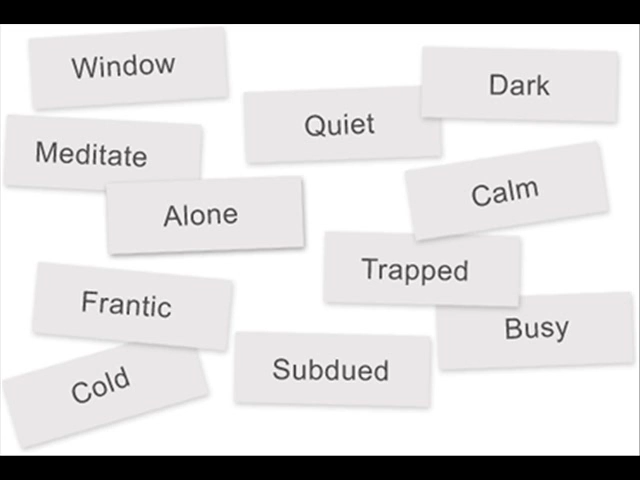 Window
Dark
Quiet
Meditate
Calm
Alone
Trapped
Frantic
Busy
Subdued
Cold